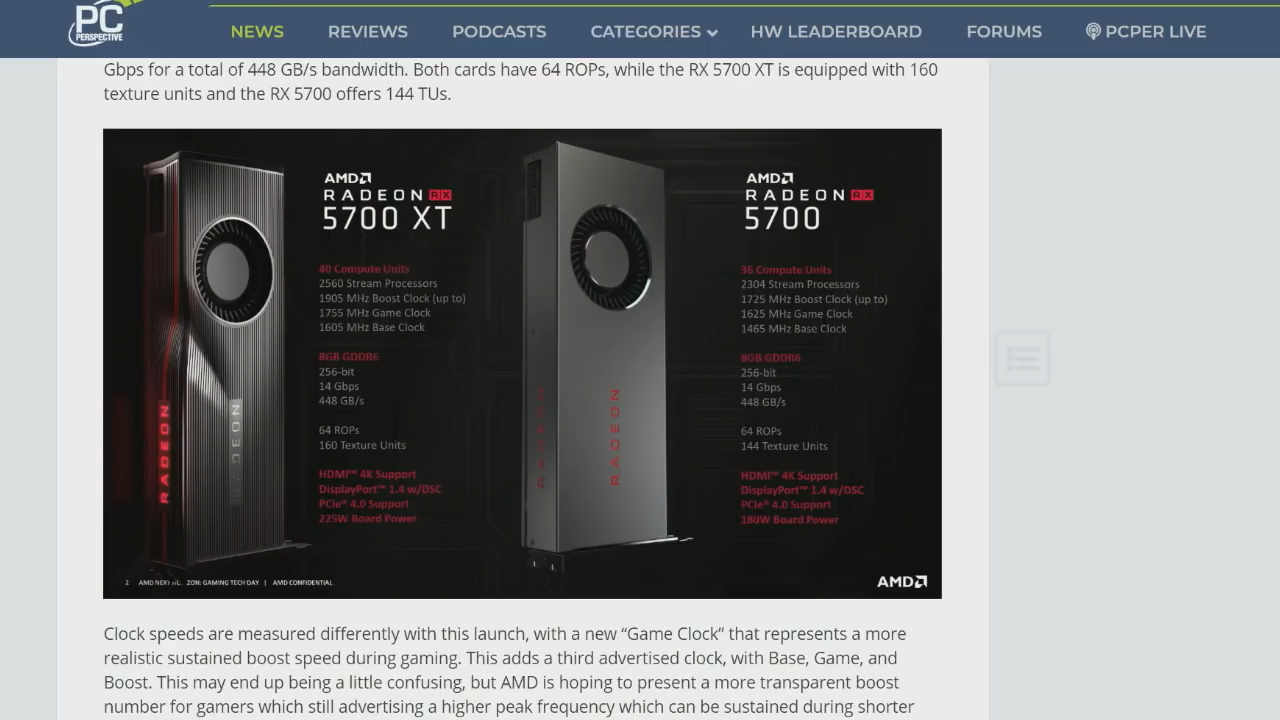 PC
PERSPECTIVE
NEWS
REVIEWS
PODCASTS
CATEGORIES
HW LEADERBOARD
FORUMS
PCPER LIVE
Gbps for a total of 448 GB/s bandwidth. Both cards have 64 ROPs, while the RX 5700 XT is equipped with 160
texture units and the RX 5700 offers 144 TUs.
AMD
RADEON RX
5700 XT
40 Compute Units
2560 Stream Processors
1905 MHz Boost Clock (up to)
1755 MHz Game Clock
1605 MHz Base Clock
8GB GDDR6
256-bit
14 Gbps
448 GB/s
64 ROPs
160 Texture Units
HDMI™ 4K Support
DisplayPort™ 1.4 w/DSC
PCIe® 4.0 Support
225W Board Power
RADEON
RADEON
AMD
RADEON RX
5700
36 Compute Units
2304 Stream Processors
1725 MHz Boost Clock (up to)
1625 MHz Game Clock
1465 MHz Base Clock
8GB GDDR6
256-bit
14 Gbps
448 GB/s
64 ROPs
144 Texture Units
HDMI™ 4K Support
DisplayPort™ 1.4 w/DSC
PCIe® 4.0 Support
180W Board Power
RADEON
RADEON
2 AMD NEXT ZON: GAMING TECH DAY | AMD CONFIDENTIAL
AMD
Clock speeds are measured differently with this launch, with a new “Game Clock” that represents a more
realistic sustained boost speed during gaming. This adds a third advertised clock, with Base, Game, and
Boost. This may end up being a little confusing, but AMD is hoping to present a more transparent boost
number for gamers which still advertising a higher peak frequency which can be sustained during shorter